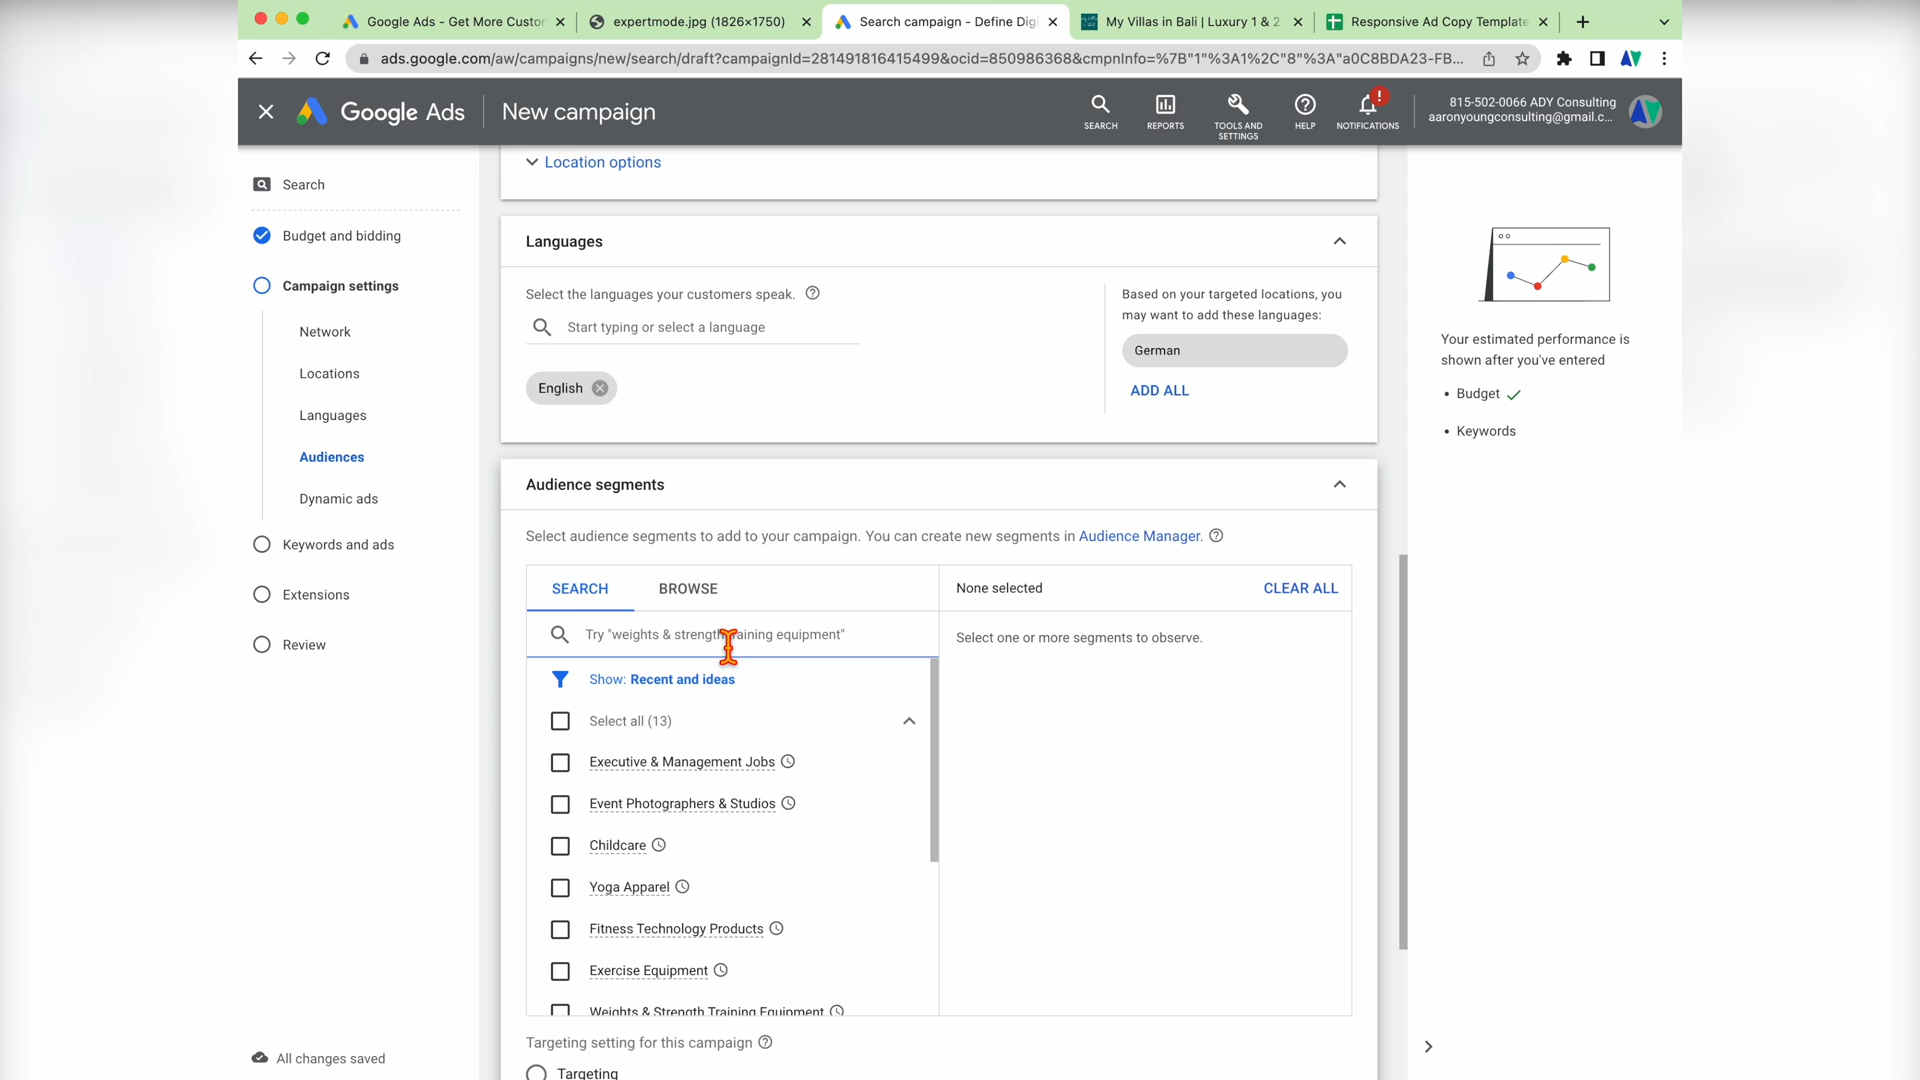 Google Ads - Get More Custon
expertmode.jpg (1826×1750)
Search campaign - Define Digi
My Villas in Bali | Luxury 1 & 2
Responsive Ad Copy Template
ads.google.com/aw/campaigns/new/search/draft?campaignId=281491816415499&ocid=850986368&cmpnInfo=%7B"1"%3A1%2C"8"%3A"a0C8BDA23-FB...
Google Ads
New campaign
SEARCH
REPORTS
TOOLS AND
SETTINGS
HELP
NOTIFICATIONS
815-502-0066 ADY Consulting
aaronyoungconsulting@gmail.c...
Search
Budget and bidding
Campaign settings
Network
Locations
Languages
Audiences
Dynamic ads
Keywords and ads
Extensions
Review
All changes saved
Location options
Languages
Select the languages your customers speak.
Start typing or select a language
English
Based on your targeted locations, you
may want to add these languages:
German
ADD ALL
Audience segments
Select audience segments to add to your campaign. You can create new segments in Audience Manager.
SEARCH
BROWSE
Try "weights & strength training equipment"
Show: Recent and ideas
Select all (13)
Executive & Management Jobs
Event Photographers & Studios
Childcare
Yoga Apparel
Fitness Technology Products
Exercise Equipment
Weights & Strength Training Equipment
None selected
CLEAR ALL
Select one or more segments to observe.
Targeting setting for this campaign
Targeting
Your estimated performance is
shown after you've entered
• Budget
• Keywords